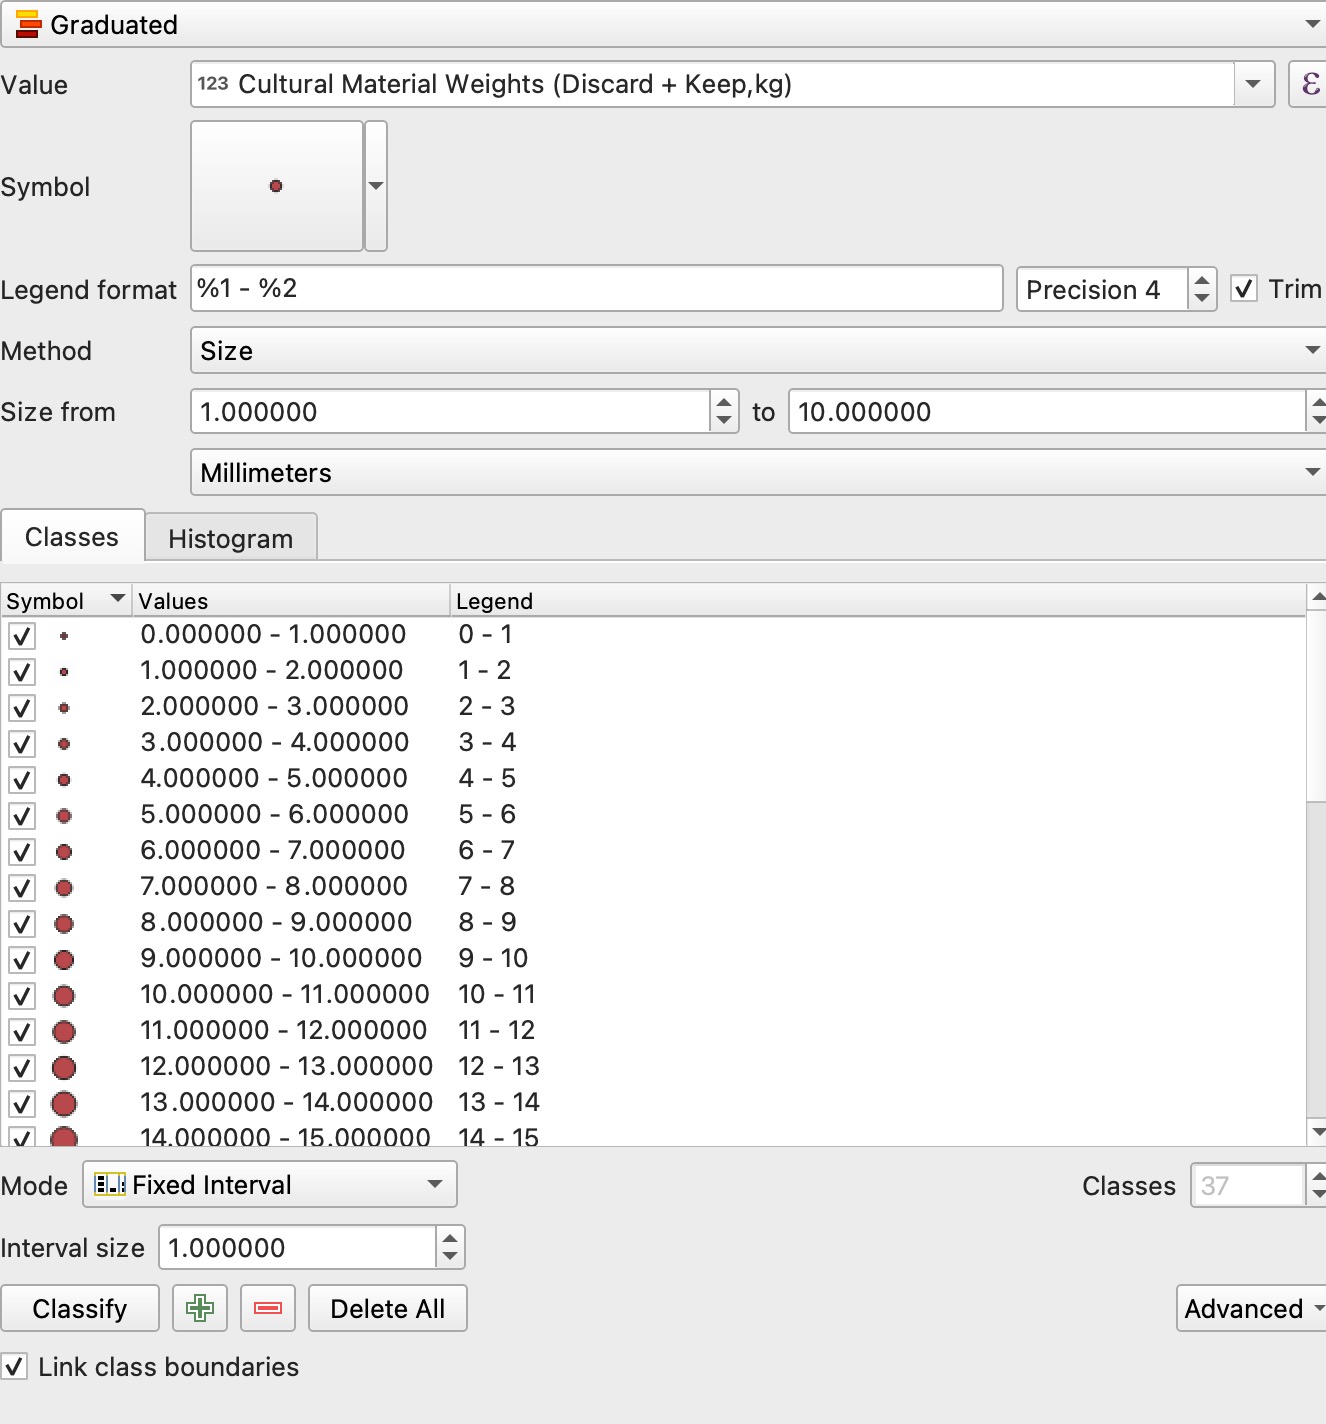 Graduated
Value 123 Cultural Material Weights (Discard + Keep,kg) ε
Symbol
Legend format %1 - %2 Precision 4 Trim
Method Size
Size from 1.000000 to 10.000000
Millimeters
Classes Histogram
Symbol Values Legend
0.000000 - 1.000000 0 - 1
1.000000 - 2.000000 1 - 2
2.000000 - 3.000000 2 - 3
3.000000 - 4.000000 3 - 4
4.000000 - 5.000000 4 - 5
5.000000 - 6.000000 5 - 6
6.000000 - 7.000000 6 - 7
7.000000 - 8.000000 7 - 8
8.000000 - 9.000000 8 - 9
9.000000 - 10.000000 9 - 10
10.000000 - 11.000000 10 - 11
11.000000 - 12.000000 11 - 12
12.000000 - 13.000000 12 - 13
13.000000 - 14.000000 13 - 14
14.000000 - 15.000000 14 - 15
Mode Fixed Interval Classes 37
Interval size 1.000000
Classify Delete All Advanced
Link class boundaries